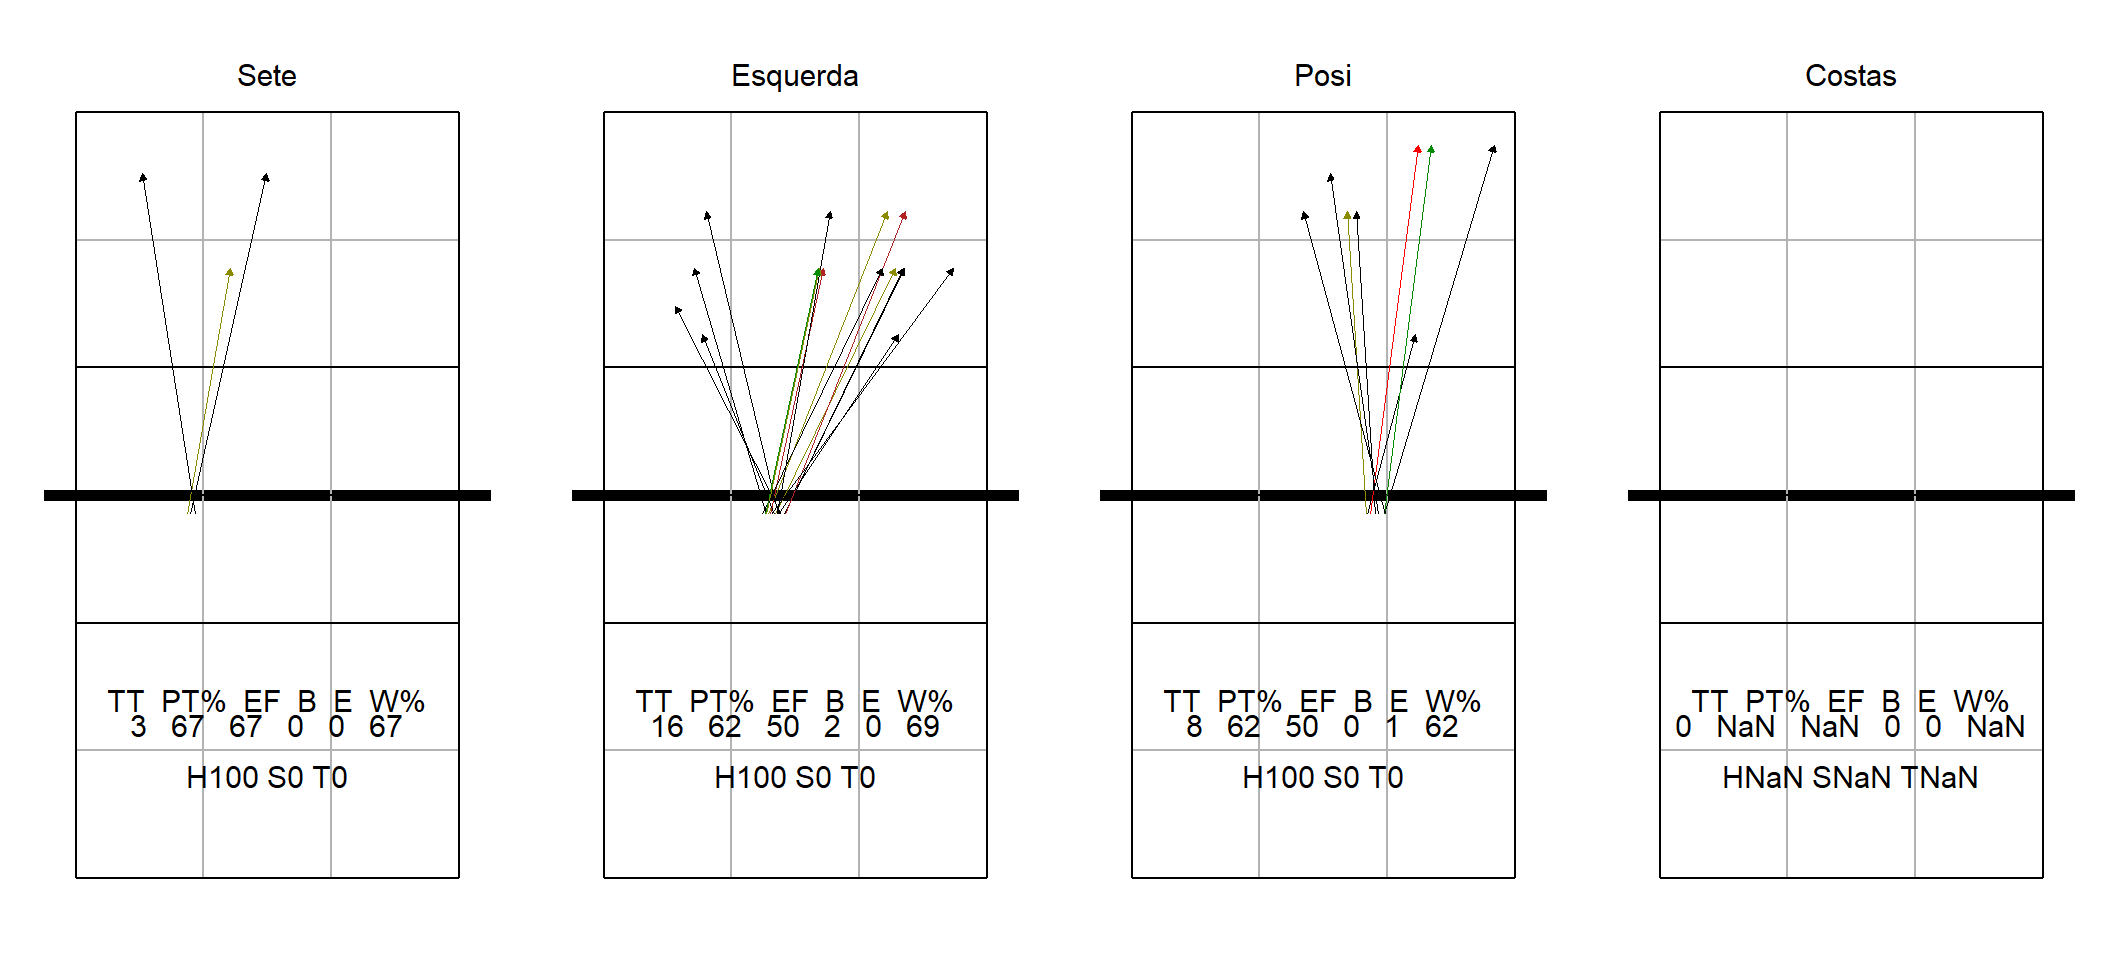 Sete
TT PT% EF B E W%
3 67 67 0 0 67
H100 S0 T0
Esquerda
TT PT% EF B E W%
16 62 50 2 0 69
H100 S0 T0
Posi
TT PT% EF B E W%
8 62 50 0 1 62
H100 S0 T0
Costas
TT PT% EF B E W%
0 NaN NaN 0 0 NaN
HNaN SNaN TNaN